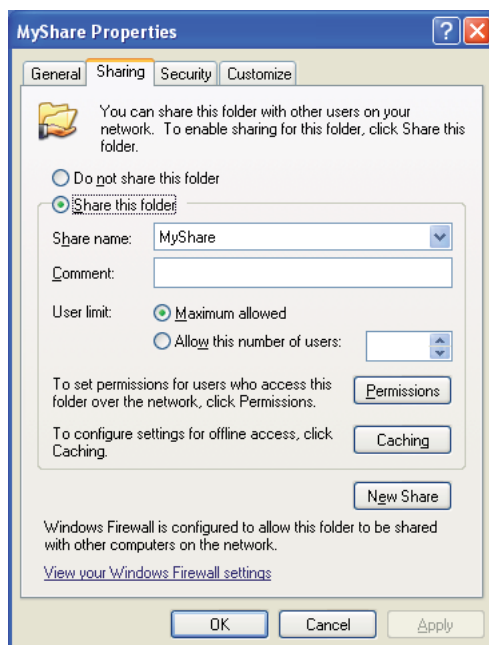 MyShare Properties
General Sharing Security Customize
You can share this folder with other users on your
network. To enable sharing for this folder, click Share this
folder.
Do not share this folder
Share this folder
Share name: MyShare
Comment:
User limit: Maximum allowed
Allow this number of users:
To set permissions for users who access this
folder over the network, click Permissions. Permissions
To configure settings for offline access, click
Caching. Caching
New Share
Windows Firewall is configured to allow this folder to be shared
with other computers on the network.
View your Windows Firewall settings
OK Cancel Apply